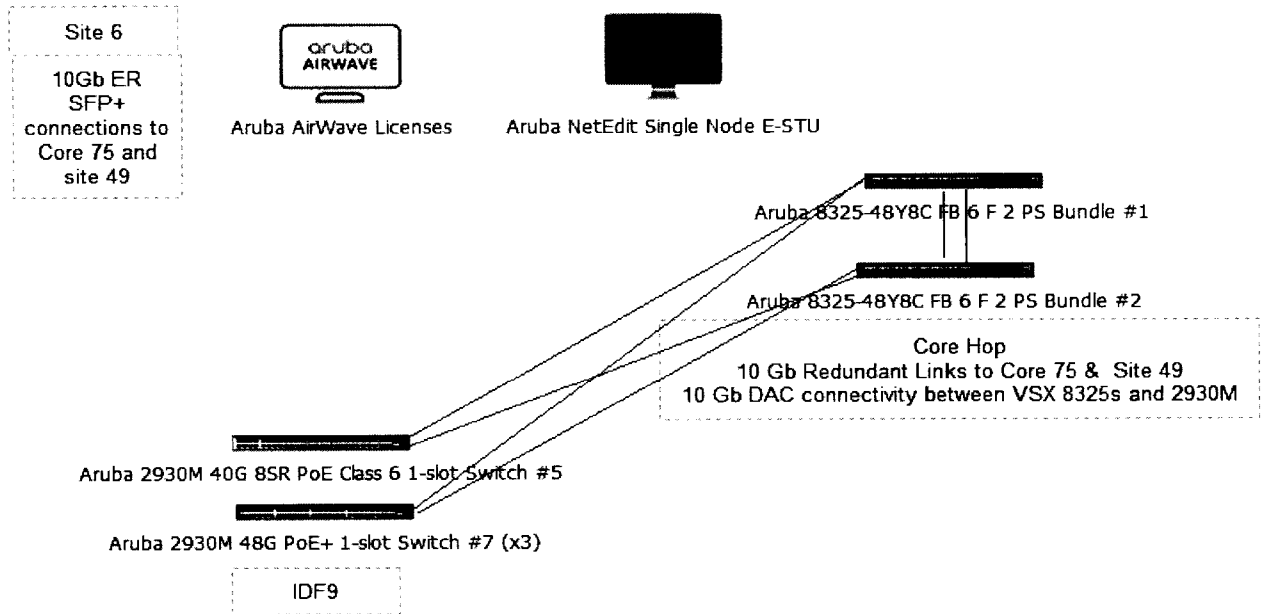 Site 6
10Gb ER
SFP+
connections to
Core 75 and
site 49
aruba
AIRWAVE
Aruba AirWave Licenses
Aruba NetEdit Single Node E-STU
Aruba 8325-48Y8C FB 6 F 2 PS Bundle #1
Aruba 8325-48Y8C FB 6 F 2 PS Bundle #2
Core Hop
10 Gb Redundant Links to Core 75 & Site 49
10 Gb DAC connectivity between VSX 8325s and 2930M
Aruba 2930M 40G 8SR PoE Class 6 1-slot Switch #5
Aruba 2930M 48G PoE+ 1-slot Switch #7 (x3)
IDF9